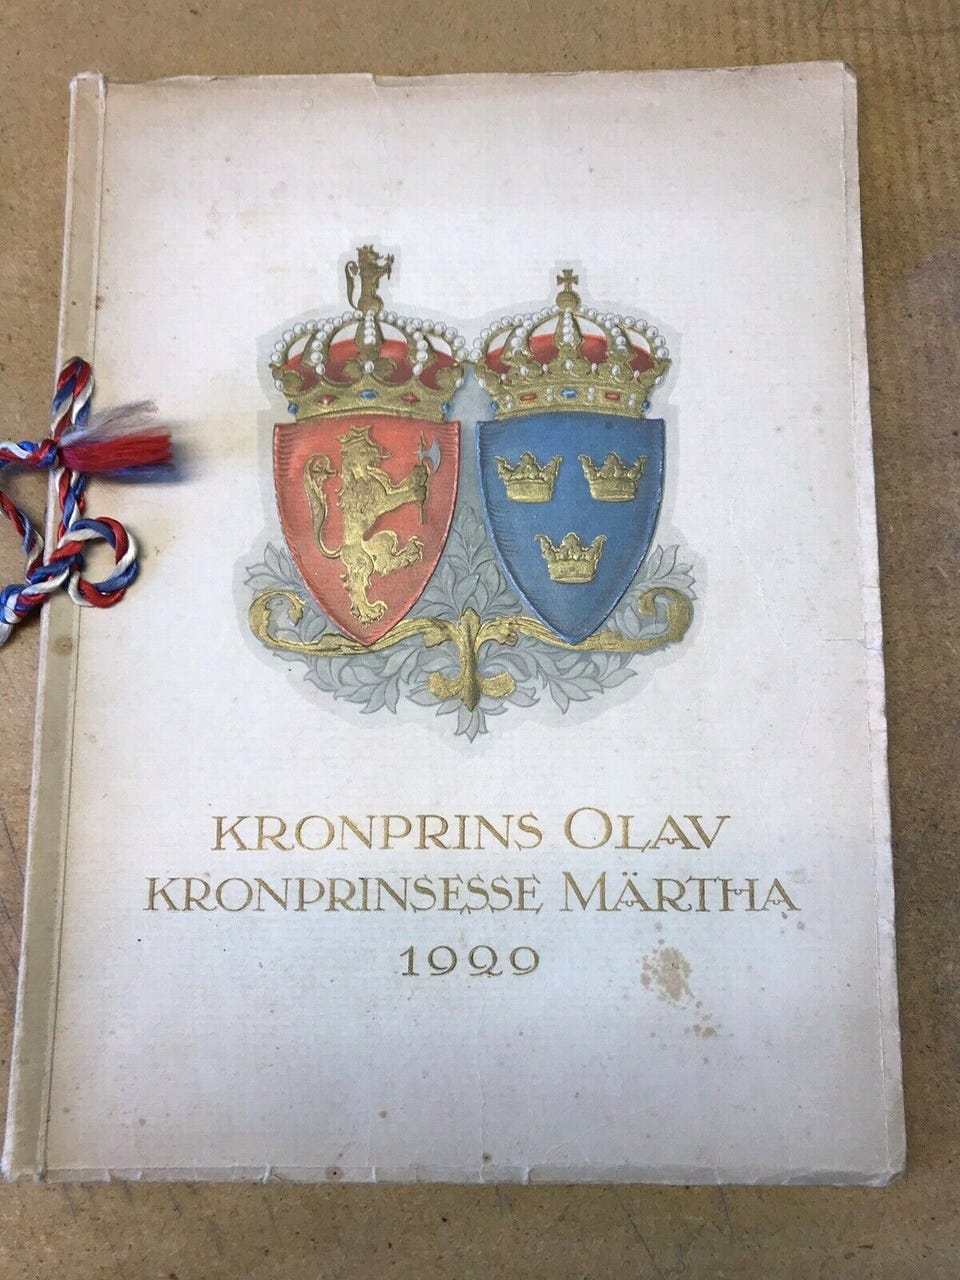 KRONPRINS OLAV
KRONPRINSESSE MÄRTHA
1929